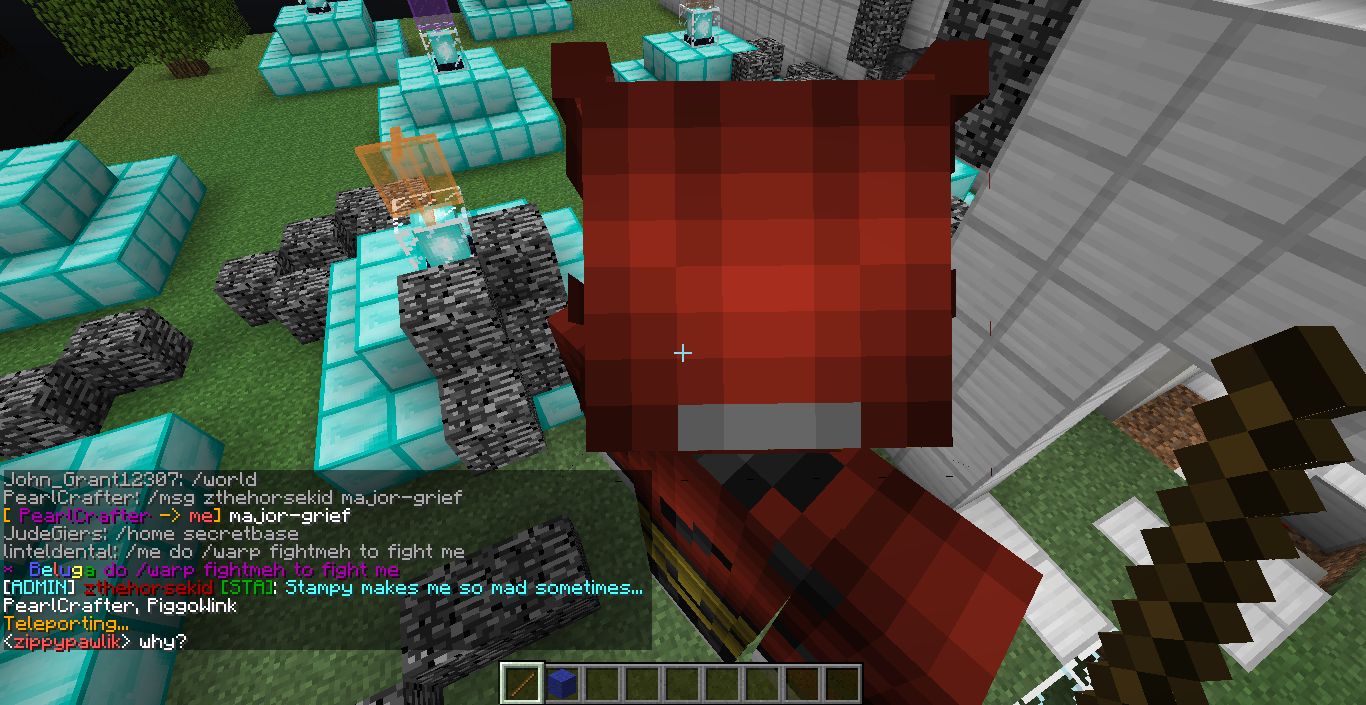 John_Grant12307: /world
PearlCrafter: /msg zthehorsekid major-grief
[ PearlCrafter -> me] major-grief
JudeGiers: /home secretbase
linteldental: /me do /warp fightmeh to fight me
* Beluga do /warp fightmeh to fight me
[ADMIN] zthehorsekid [STA]: Stampy makes me so mad sometimes...
PearlCrafter, PiggoWink
Teleporting...
<zippypawlik> why?